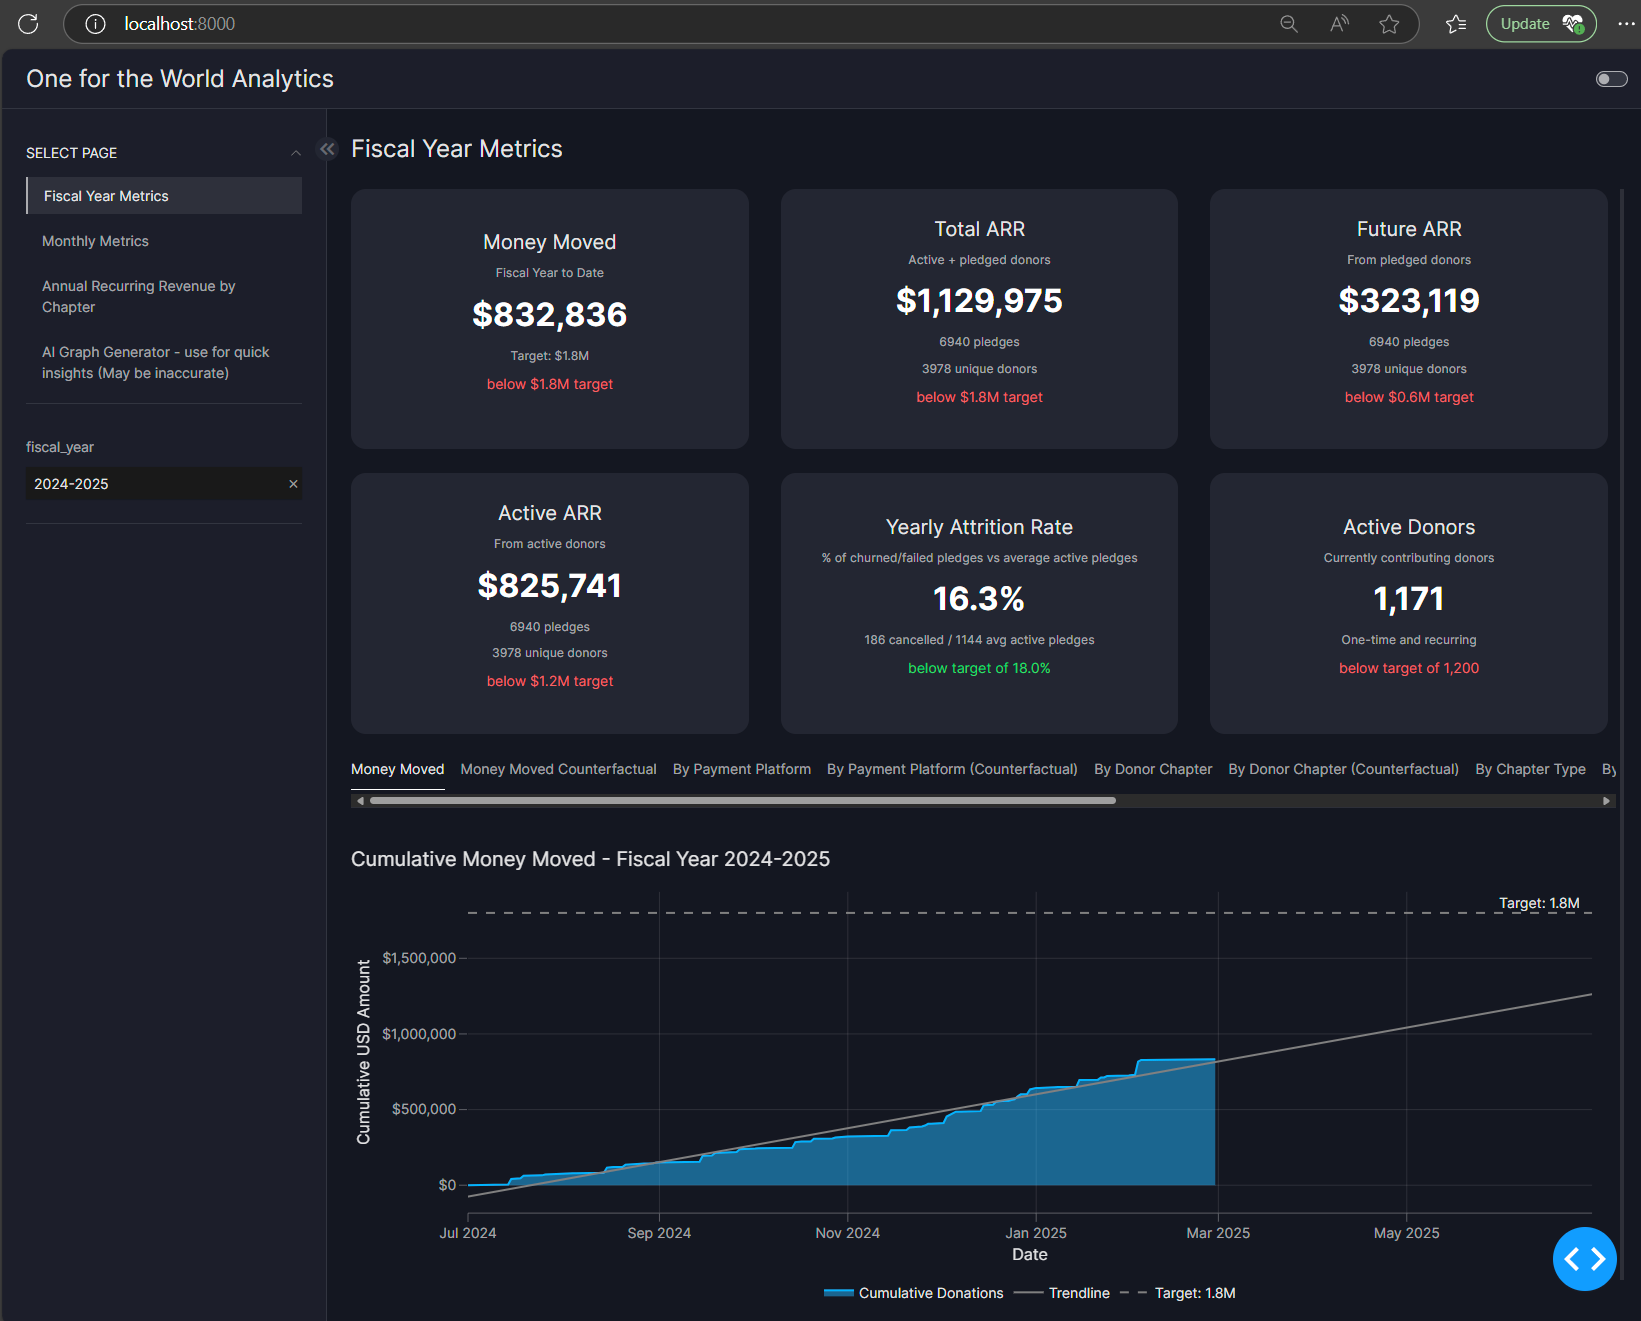 localhost:8000
Update
One for the World Analytics
SELECT PAGE
Fiscal Year Metrics
Monthly Metrics
Annual Recurring Revenue by
Chapter
AI Graph Generator - use for quick
insights (May be inaccurate)
fiscal_year
2024-2025
Fiscal Year Metrics
Money Moved
Fiscal Year to Date
$832,836
Target: $1.8M
below $1.8M target
Total ARR
Active + pledged donors
$1,129,975
6940 pledges
3978 unique donors
below $1.8M target
Future ARR
From pledged donors
$323,119
6940 pledges
3978 unique donors
below $0.6M target
Active ARR
From active donors
$825,741
6940 pledges
3978 unique donors
below $1.2M target
Yearly Attrition Rate
% of churned/failed pledges vs average active pledges
16.3%
186 cancelled / 1144 avg active pledges
below target of 18.0%
Active Donors
Currently contributing donors
1,171
One-time and recurring
below target of 1,200
Money Moved Money Moved Counterfactual By Payment Platform By Payment Platform (Counterfactual) By Donor Chapter By Donor Chapter (Counterfactual) By Chapter Type By
Cumulative Money Moved - Fiscal Year 2024-2025
Target: 1.8M
Cumulative USD Amount
$1,500,000
$1,000,000
$500,000
$0
Jul 2024 Sep 2024 Nov 2024 Jan 2025 Mar 2025 May 2025
Date
Cumulative Donations Trendline Target: 1.8M